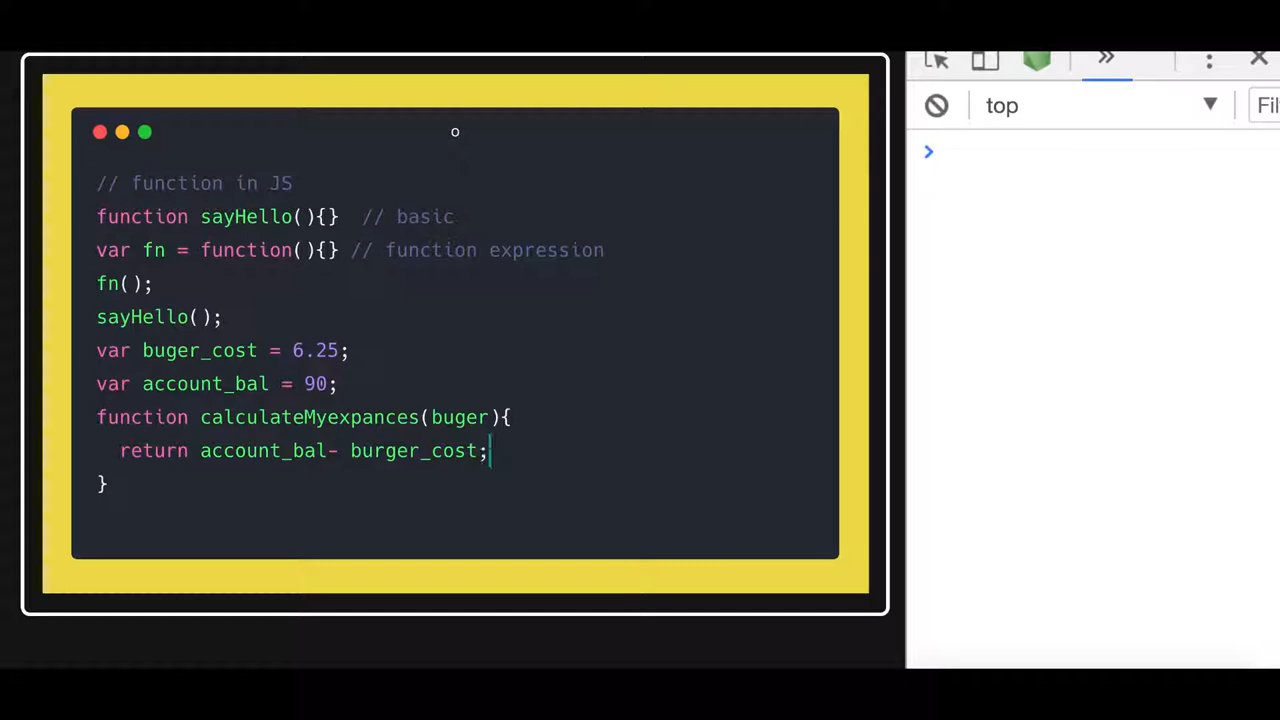 o
// function in JS
function sayHello(){}  // basic
var fn = function(){} // function expression
fn();
sayHello();
var buger_cost = 6.25;
var account_bal = 90;
function calculateMyexpances(buger){
  return account_bal- burger_cost;
}
top
Fil
>